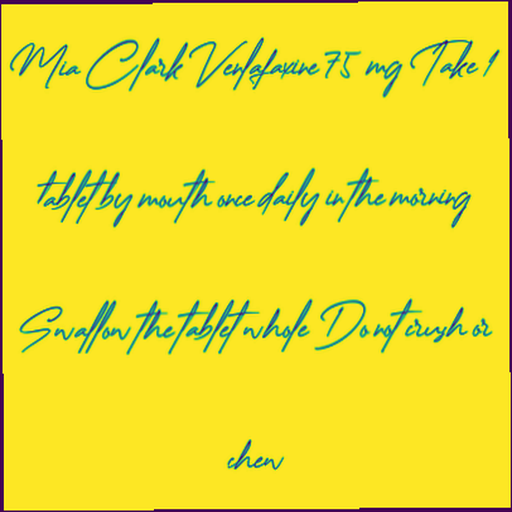 Mia Clark Venlafaxine 75 mg Take 1
tablet by mouth once daily in the morning
Swallow the tablet whole Do not crush or
chew